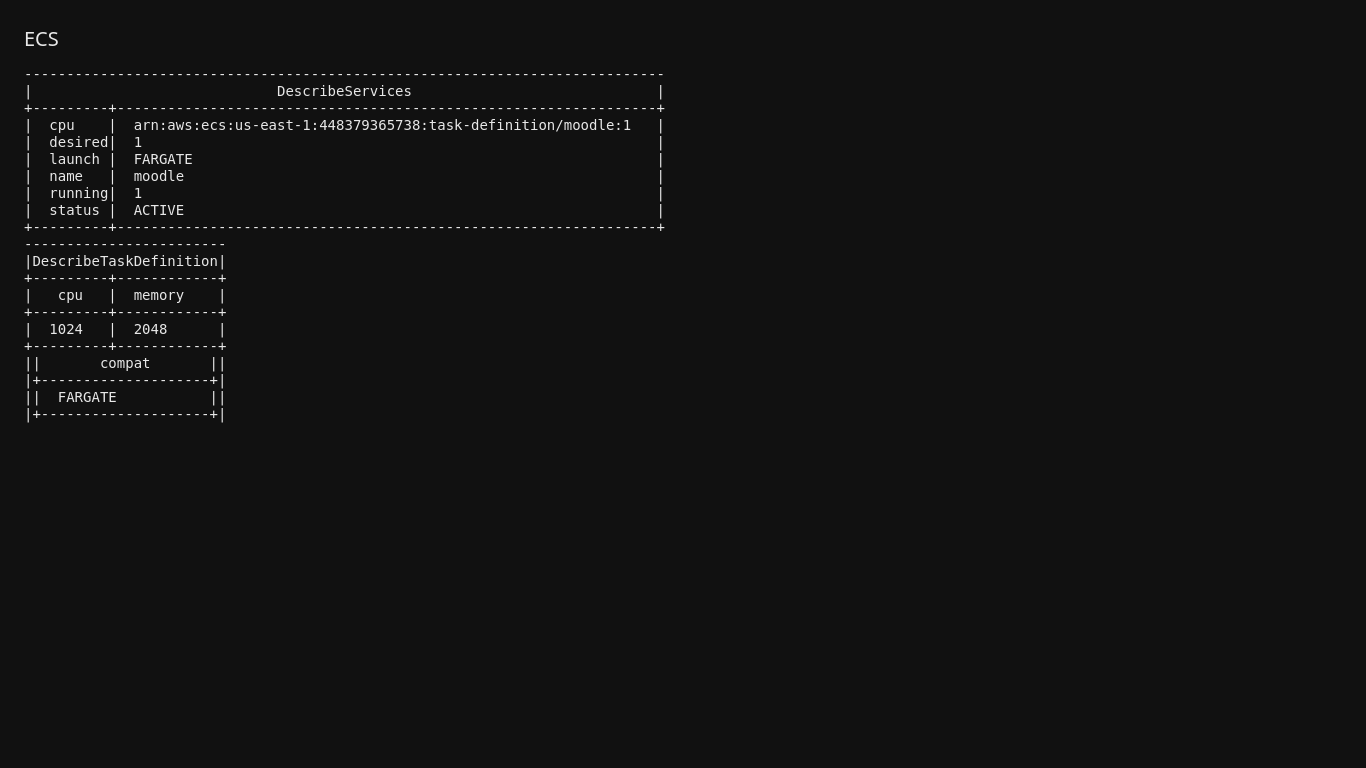 ECS
----------------------------------------------------------------------------
|                             DescribeServices                             |
+---------+----------------------------------------------------------------+
|  cpu    |  arn:aws:ecs:us-east-1:448379365738:task-definition/moodle:1   |
|  desired|  1                                                             |
|  launch |  FARGATE                                                       |
|  name   |  moodle                                                        |
|  running|  1                                                             |
|  status |  ACTIVE                                                        |
+---------+----------------------------------------------------------------+
------------------------
|DescribeTaskDefinition|
+---------+------------+
|   cpu   |  memory    |
+---------+------------+
|  1024   |  2048      |
+---------+------------+
||       compat       ||
|+--------------------+|
||  FARGATE           ||
|+--------------------+|